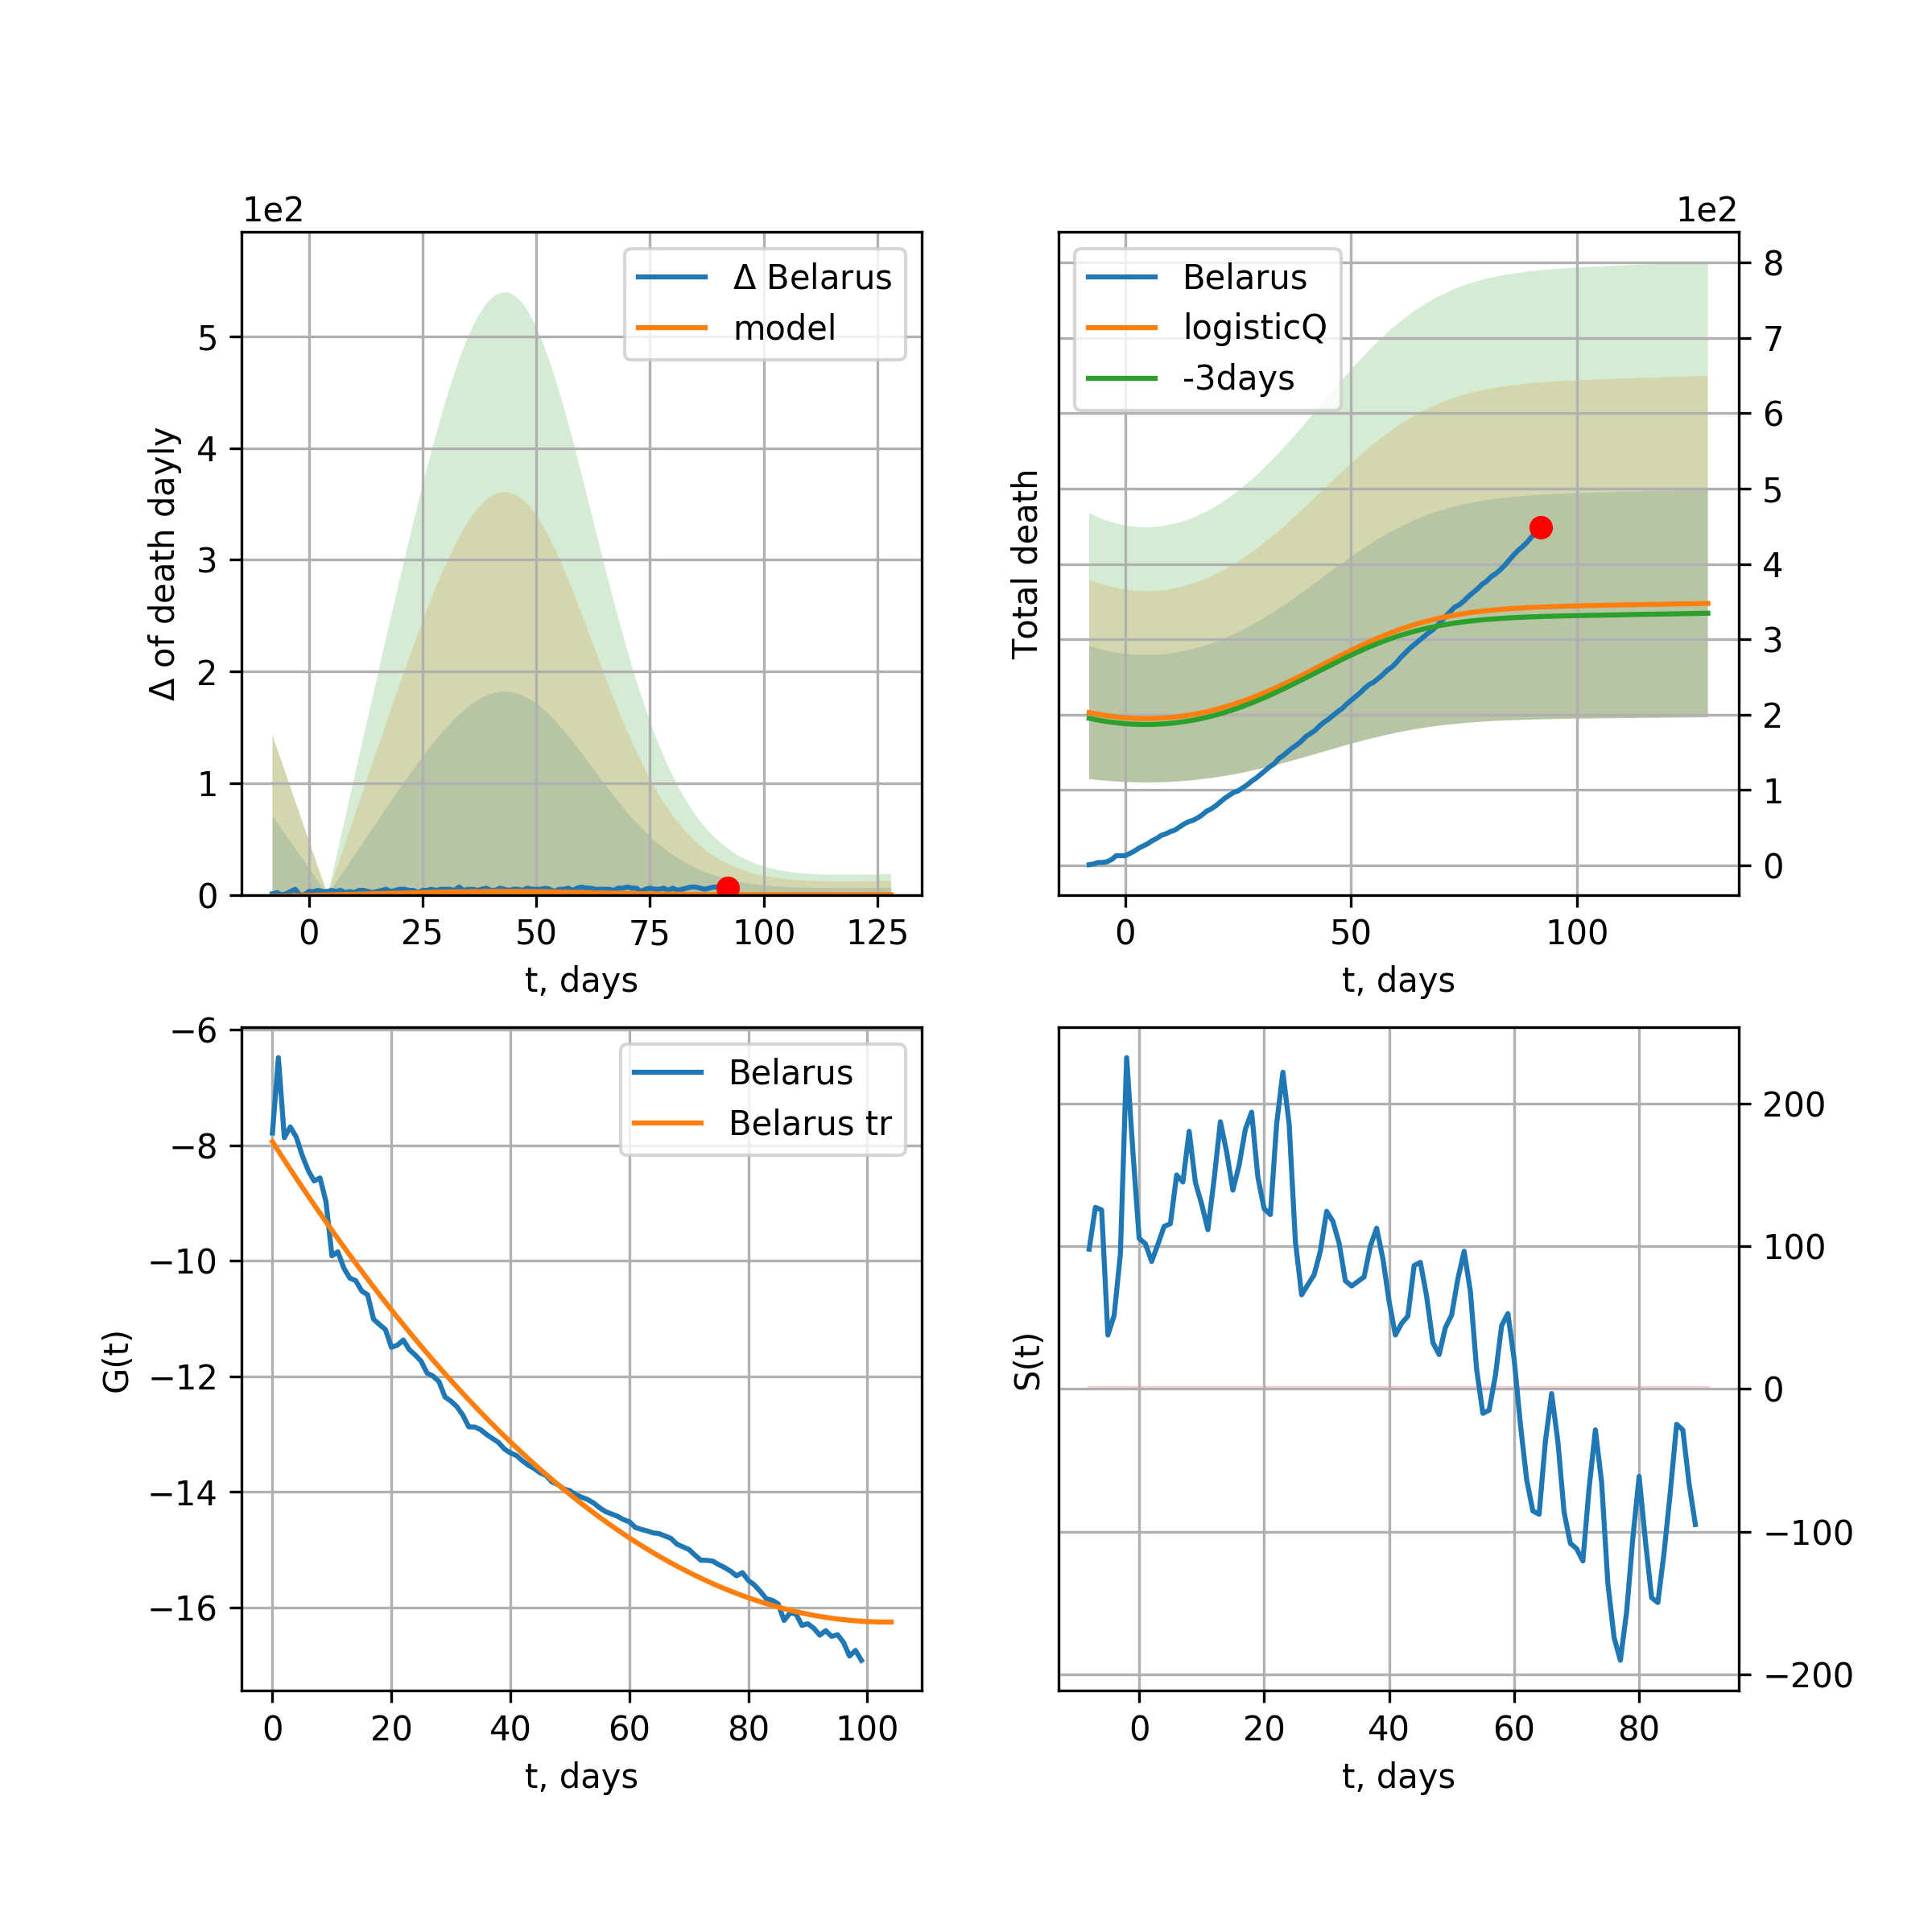 1e2
Δ Belarus
model
5
4
3
2
1
0
Δ of death dayly
0 25 50 75 100 125
t, days
1e2
Belarus
logisticQ
-3days
8
7
6
5
4
3
2
1
0
Total death
0 50 100
t, days
−6
−8
−10
−12
−14
−16
Belarus
Belarus tr
G(t)
0 20 40 60 80 100
t, days
200
100
0
−100
−200
S(t)
0 20 40 60 80
t, days